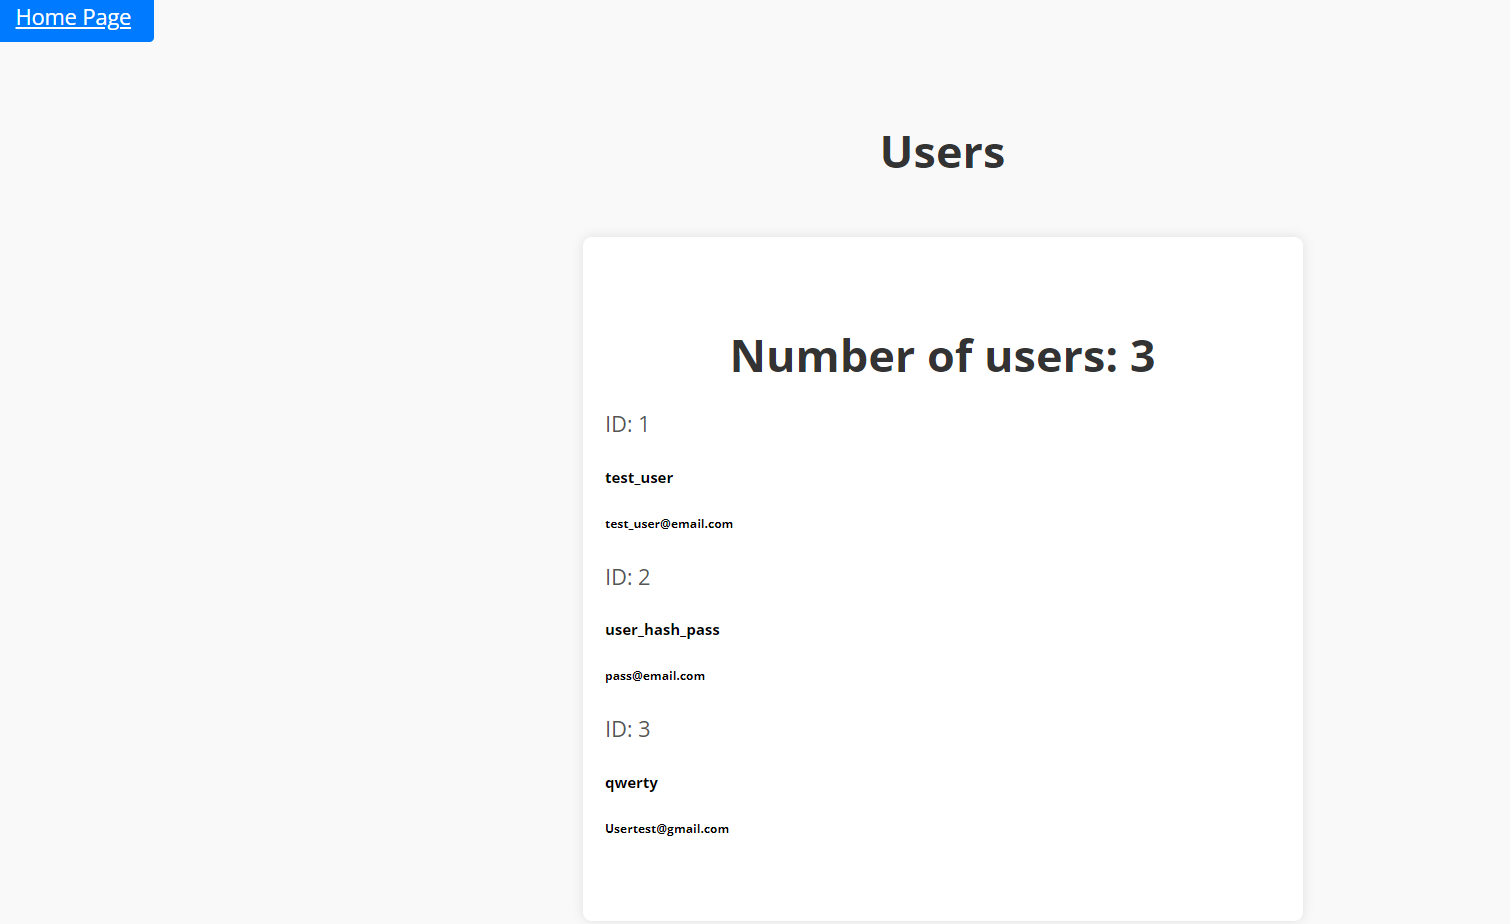 Home Page
Users
Number of users: 3
ID: 1
test_user
test_user@email.com
ID: 2
user_hash_pass
pass@email.com
ID: 3
qwerty
Usertest@gmail.com